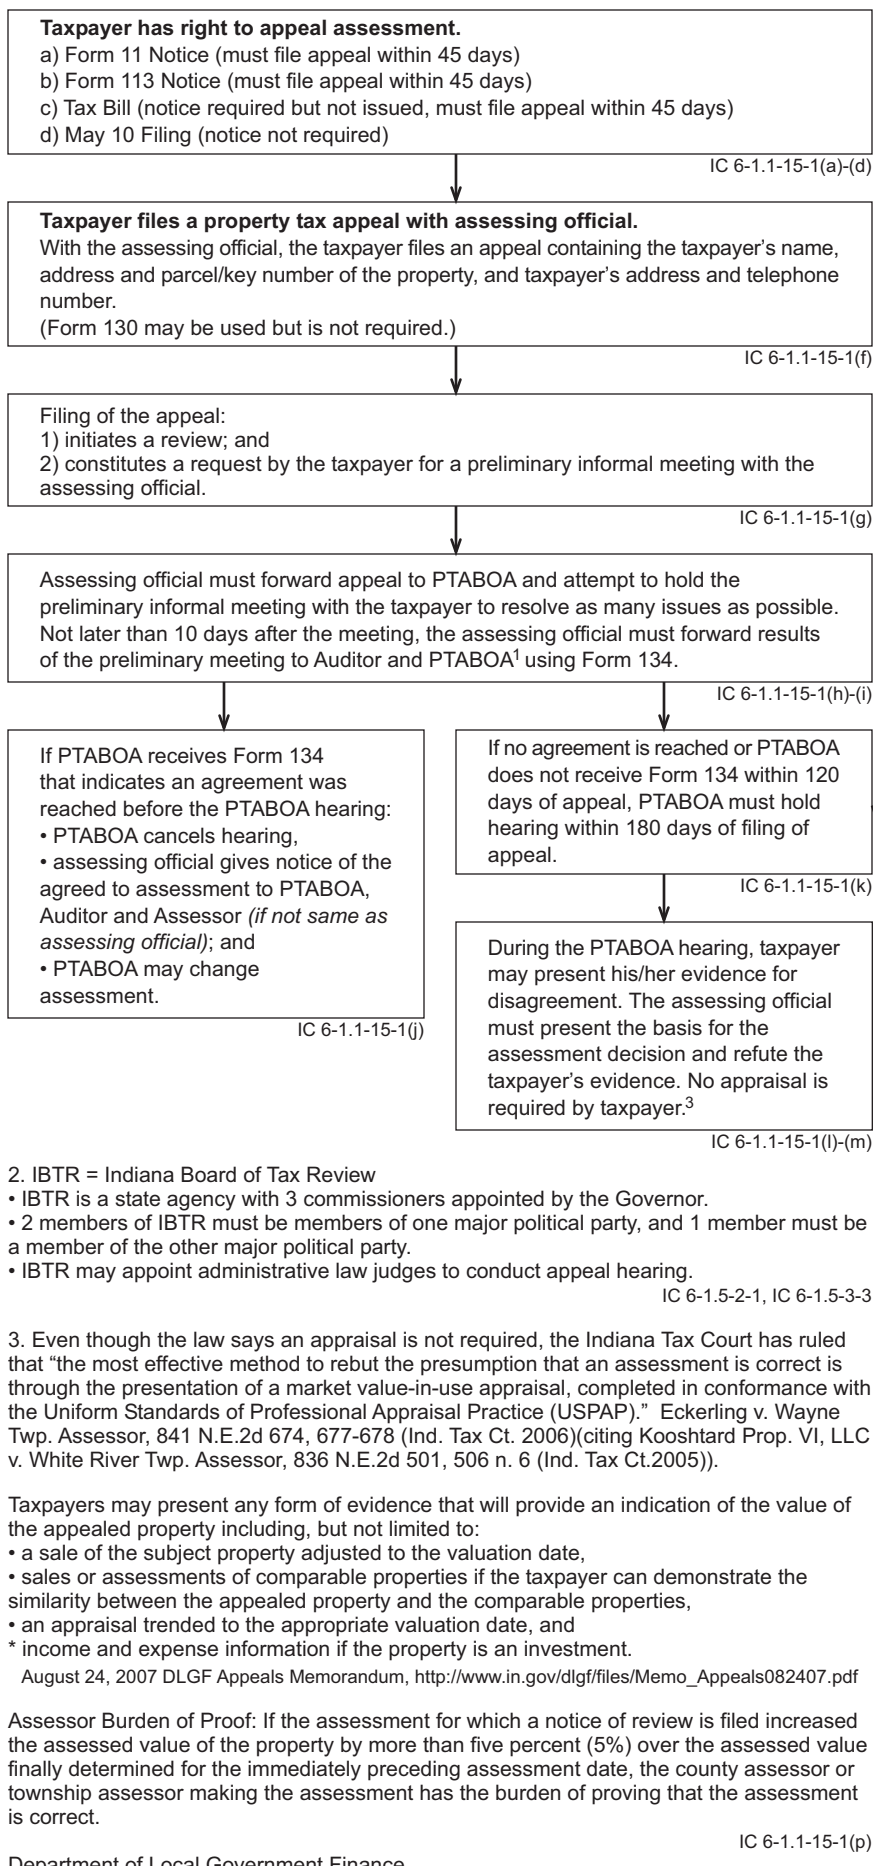 Taxpayer has right to appeal assessment.
a) Form 11 Notice (must file appeal within 45 days)
b) Form 113 Notice (must file appeal within 45 days)
c) Tax Bill (notice required but not issued, must file appeal within 45 days)
d) May 10 Filing (notice not required)
IC 6-1.1-15-1(a)-(d)
Taxpayer files a property tax appeal with assessing official.
With the assessing official, the taxpayer files an appeal containing the taxpayer's name,
address and parcel/key number of the property, and taxpayer's address and telephone
number.
(Form 130 may be used but is not required.)
IC 6-1.1-15-1(f)
Filing of the appeal:
1) initiates a review; and
2) constitutes a request by the taxpayer for a preliminary informal meeting with the
assessing official.
IC 6-1.1-15-1(g)
Assessing official must forward appeal to PTABOA and attempt to hold the
preliminary informal meeting with the taxpayer to resolve as many issues as possible.
Not later than 10 days after the meeting, the assessing official must forward results
of the preliminary meeting to Auditor and PTABOA¹ using Form 134.
IC 6-1.1-15-1(h)-(i)
If PTABOA receives Form 134
that indicates an agreement was
reached before the PTABOA hearing:
• PTABOA cancels hearing,
• assessing official gives notice of the
agreed to assessment to PTABOA,
Auditor and Assessor (if not same as
assessing official); and
• PTABOA may change
assessment.
IC 6-1.1-15-1(j)
If no agreement is reached or PTABOA
does not receive Form 134 within 120
days of appeal, PTABOA must hold
hearing within 180 days of filing of
appeal.
IC 6-1.1-15-1(k)
During the PTABOA hearing, taxpayer
may present his/her evidence for
disagreement. The assessing official
must present the basis for the
assessment decision and refute the
taxpayer's evidence. No appraisal is
required by taxpayer.³
IC 6-1.1-15-1(l)-(m)
2. IBTR = Indiana Board of Tax Review
• IBTR is a state agency with 3 commissioners appointed by the Governor.
• 2 members of IBTR must be members of one major political party, and 1 member must be
a member of the other major political party.
• IBTR may appoint administrative law judges to conduct appeal hearing.
IC 6-1.5-2-1, IC 6-1.5-3-3
3. Even though the law says an appraisal is not required, the Indiana Tax Court has ruled
that “the most effective method to rebut the presumption that an assessment is correct is
through the presentation of a market value-in-use appraisal, completed in conformance with
the Uniform Standards of Professional Appraisal Practice (USPAP).” Eckerling v. Wayne
Twp. Assessor, 841 N.E.2d 674, 677-678 (Ind. Tax Ct. 2006)(citing Kooshtard Prop. VI, LLC
v. White River Twp. Assessor, 836 N.E.2d 501, 506 n. 6 (Ind. Tax Ct.2005)).
Taxpayers may present any form of evidence that will provide an indication of the value of
the appealed property including, but not limited to:
• a sale of the subject property adjusted to the valuation date,
• sales or assessments of comparable properties if the taxpayer can demonstrate the
similarity between the appealed property and the comparable properties,
• an appraisal trended to the appropriate valuation date, and
* income and expense information if the property is an investment.
August 24, 2007 DLGF Appeals Memorandum, http://www.in.gov/dlgf/files/Memo_Appeals082407.pdf
Assessor Burden of Proof: If the assessment for which a notice of review is filed increased
the assessed value of the property by more than five percent (5%) over the assessed value
finally determined for the immediately preceding assessment date, the county assessor or
township assessor making the assessment has the burden of proving that the assessment
is correct.
IC 6-1.1-15-1(p)
Department of Local Government Finance